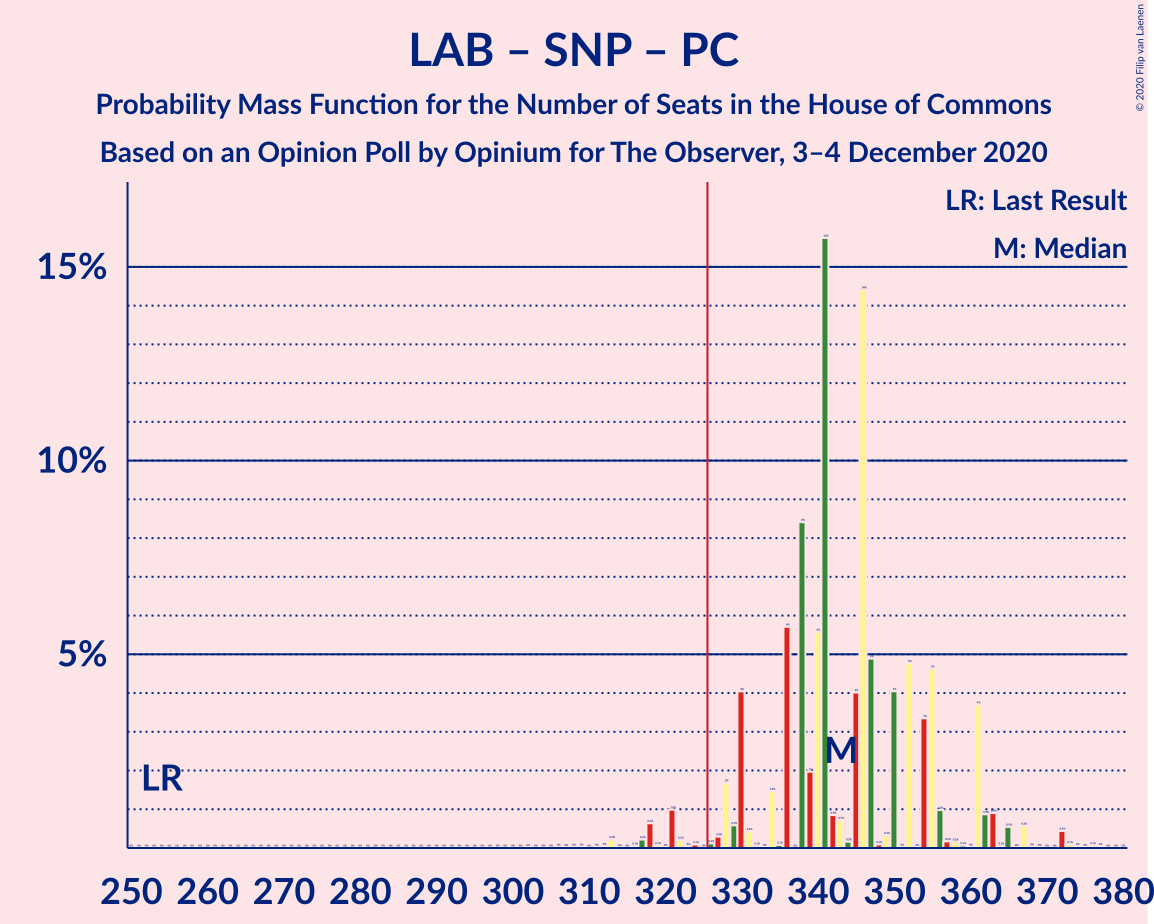 LAB – SNP – PC
Probability Mass Function for the Number of Seats in the House of Commons
Based on an Opinion Poll by Opinium for The Observer, 3–4 December 2020
© 2020 Filip van Laenen
LR: Last Result
M: Median
15%
10%
5%
M
LR
250 260 270 280 290 300 310 320 330 340 350 360 370 380